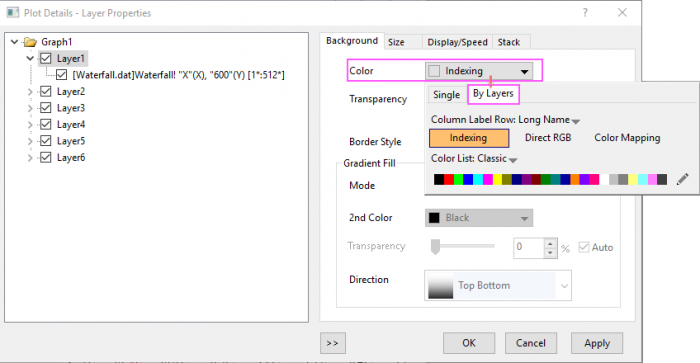 Plot Details - Layer Properties
Graph1
Layer1
[Waterfall.dat]Waterfall! "X"(X), "600"(Y) [1*:512*]
Layer2
Layer3
Layer4
Layer5
Layer6
Background Size Display/Speed Stack
Color Indexing
Transparency
Border Style
Gradient Fill
Mode
2nd Color Black
Transparency 0 % Auto
Direction Top Bottom
Single By Layers
Column Label Row: Long Name
Indexing Direct RGB Color Mapping
Color List: Classic
>> OK Cancel Apply